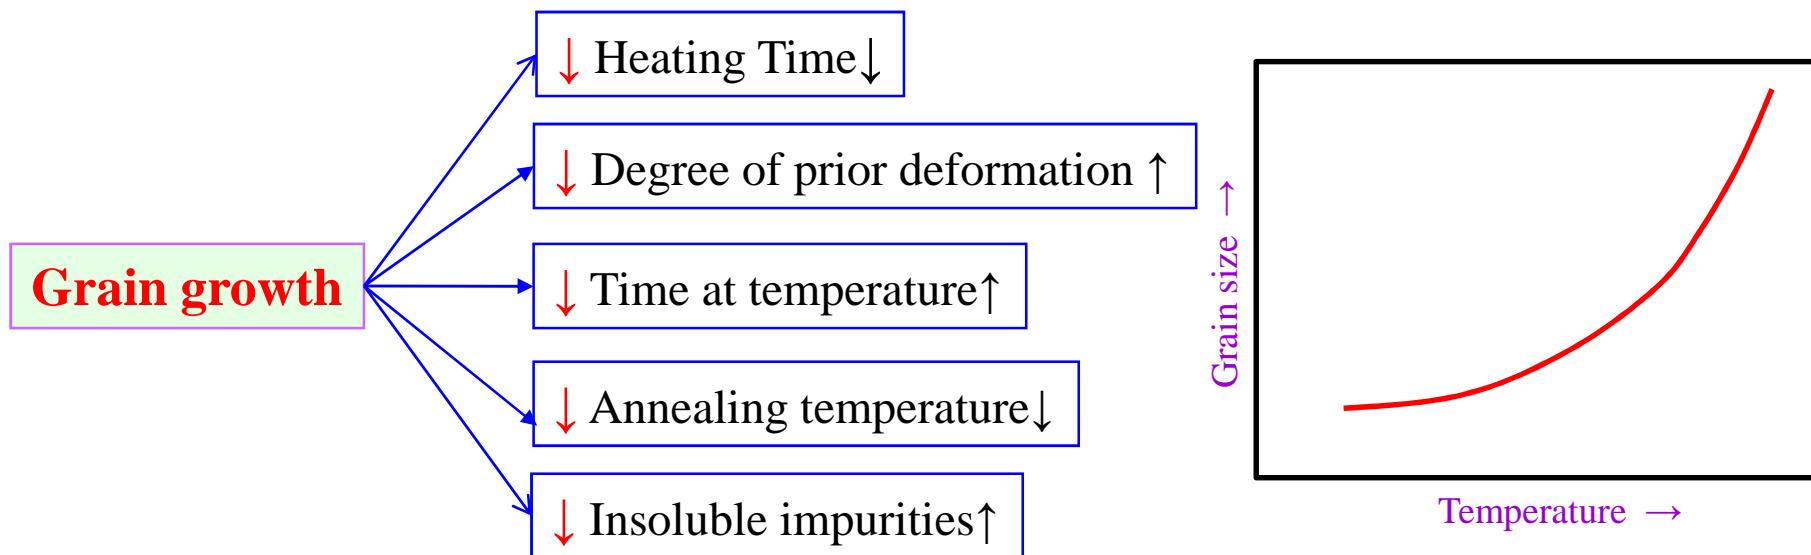 ↓ Heating Time↓
↓ Degree of prior deformation ↑
Grain growth
↓ Time at temperature↑
↓ Annealing temperature↓
↓ Insoluble impurities↑
Grain size →
Temperature →